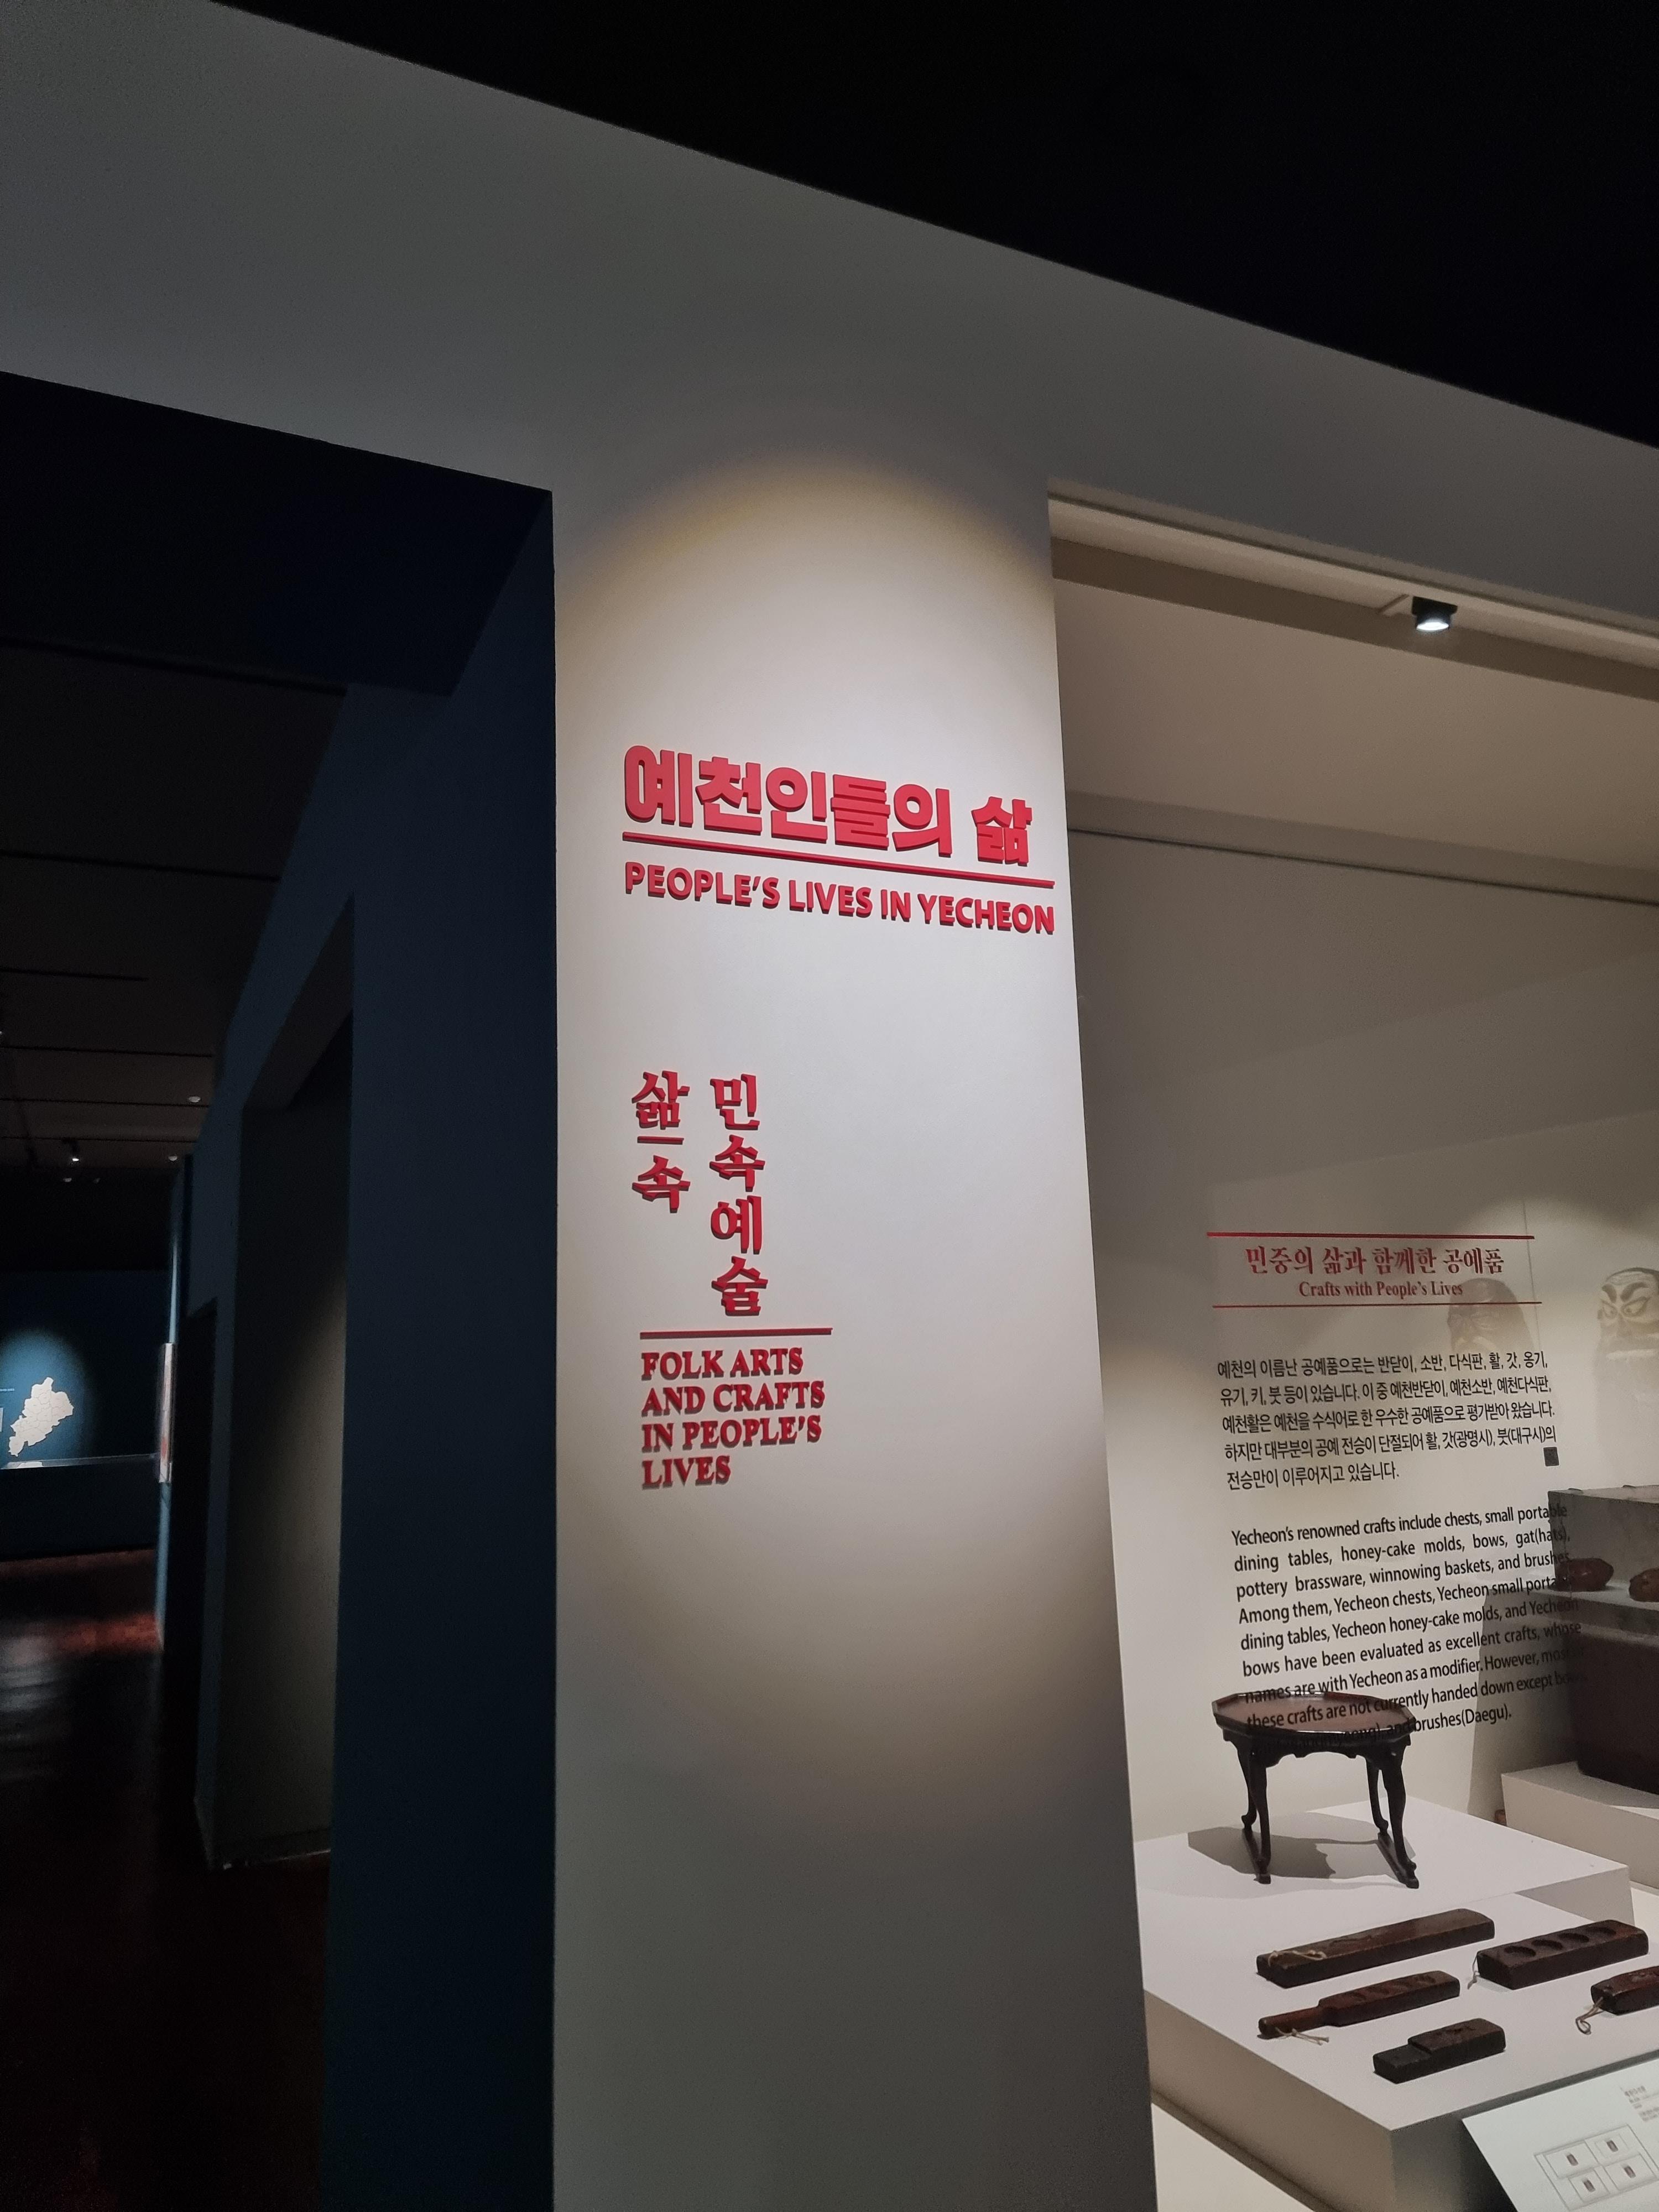 예천인들의 삶
PEOPLE'S LIVES IN YECHEON
삶
속
민속예술
FOLK ARTS
AND CRAFTS
IN PEOPLE'S
LIVES
민중의 삶과 함께한 공예품
Crafts with People's Lives
예천의 이름난 공예품으로는 반닫이, 소반, 다식판, 활, 갓, 옹기,
유기, 키, 붓 등이 있습니다. 이 중 예천반닫이, 예천소반, 예천다식판,
예천활은 예천을 수식어로 한 우수한 공예품으로 평가받아 왔습니다.
하지만 대부분의 공예 전승이 단절되어 활, 갓(광명시), 붓(대구시)의
전승만이 이루어지고 있습니다.
Yecheon's renowned crafts include chests, small portable
dining tables, honey-cake molds, bows, gat(hats),
pottery brassware, winnowing baskets, and brushes.
Among them, Yecheon chests, Yecheon small portable
dining tables, Yecheon honey-cake molds, and Yecheon
bows have been evaluated as excellent crafts, whose
names are with Yecheon as a modifier. However, most
these crafts are not currently handed down except
and brushes(Daegu).